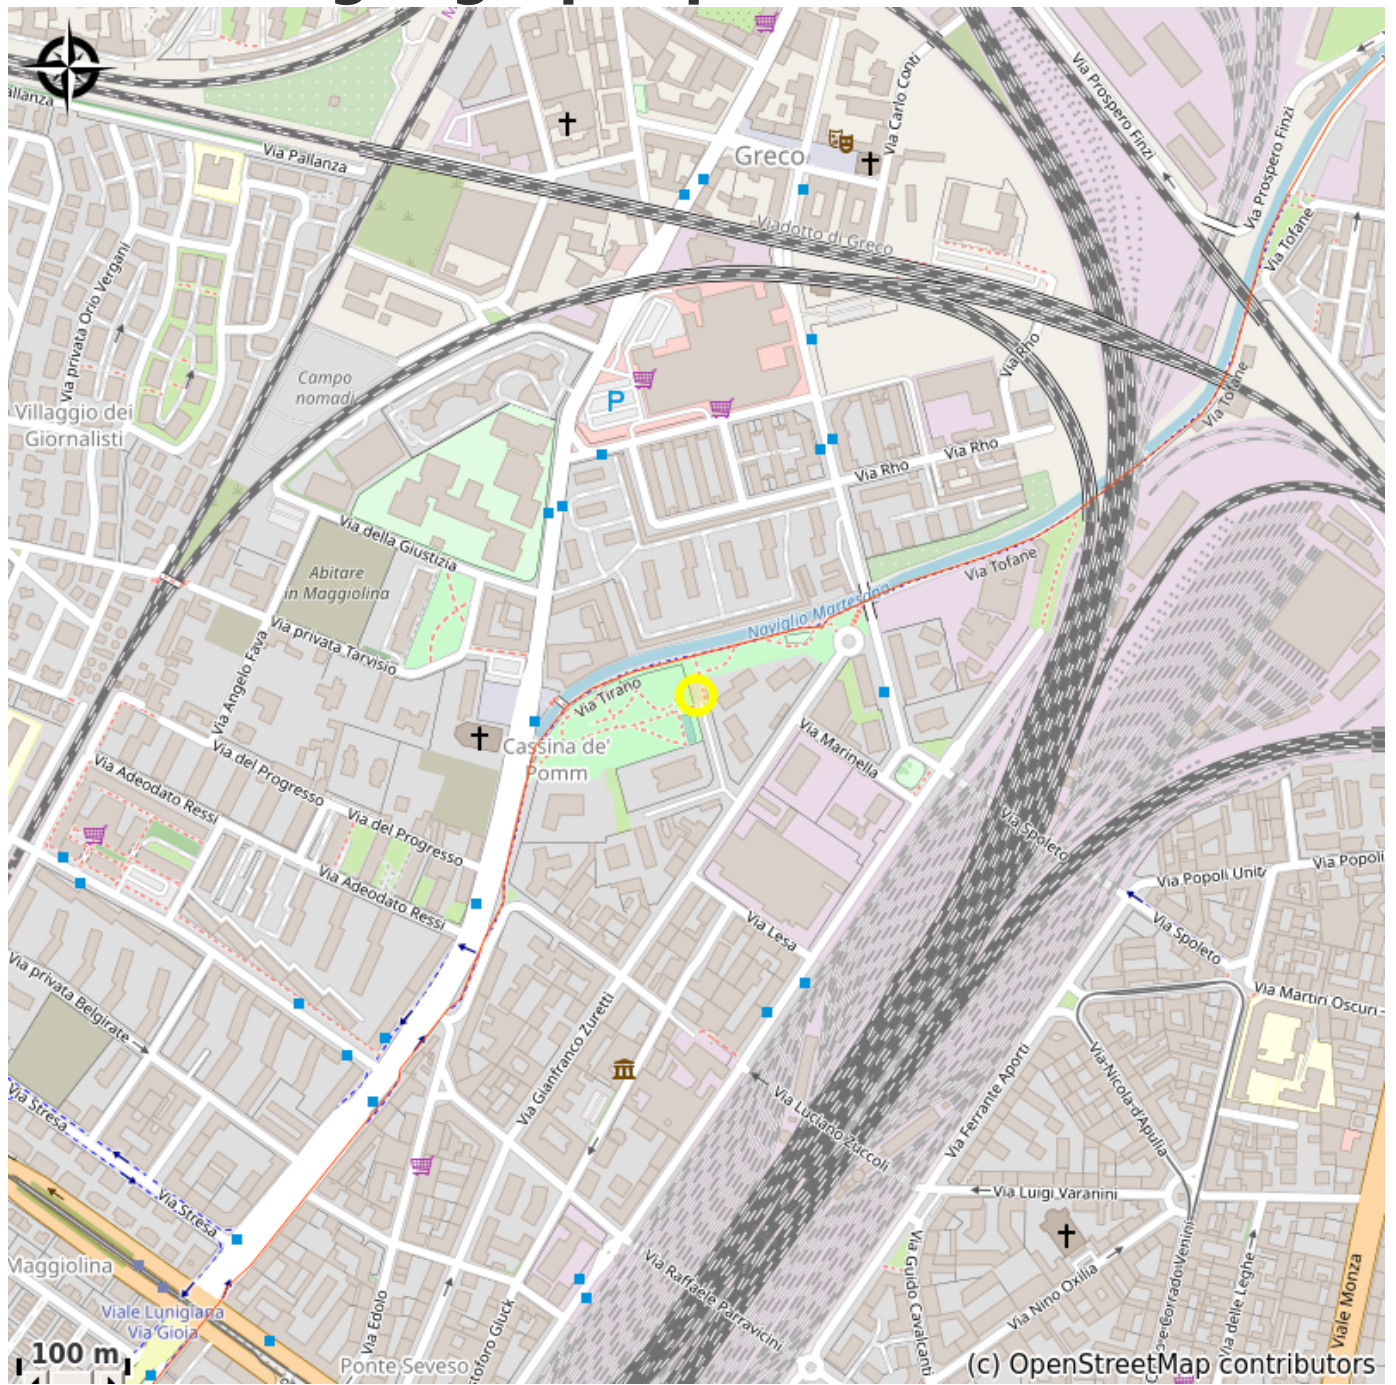 allanza
Via Pallanza
Via Carlo Conti
Via Prospero Finzi
Via Prospero Finzi
Greco
Via Tofane
Viadotto di Greco
Via privata Orio Vergani
Via Rho
Campo
nomadi
Via Tofane
Villaggio dei
Giornalisti
P
Via Rho
Via Rho
Via della Giustizia
Via Tofane
Abitare
in Maggiolina
Naviglio Martesana
Via privata Tarvisio
Via Angelo Fava
Via Tirano
Cassina de'
Pomm
Via Marinella
Via del Progresso
Via Adeodato Ressi
Via del Progresso
Via Spoleto
Via Popoli Uniti
Via Popoli
Via Adeodato Ressi
Via Lesa
Via Spoleto
Via privata Belgirate
Via Martiri Oscuri
Via Gianfranco Zuretti
Via Stresa
Via Luciano Zuccoli
Via Ferrante Aporti
Via Nicola d'Apulia
Via Stresa
Via Luigi Varanini
Maggiolina
Viale Lunigiana
Via Gioia
Via Edolo
stoforo Gluck
Via Raffaele Parravicini
Via Guido Cavalcanti
Via Nino Oxilia
se Corrado Venini
Via delle Leghe
Viale Monza
100 m
Ponte Seveso
(c) OpenStreetMap contributors